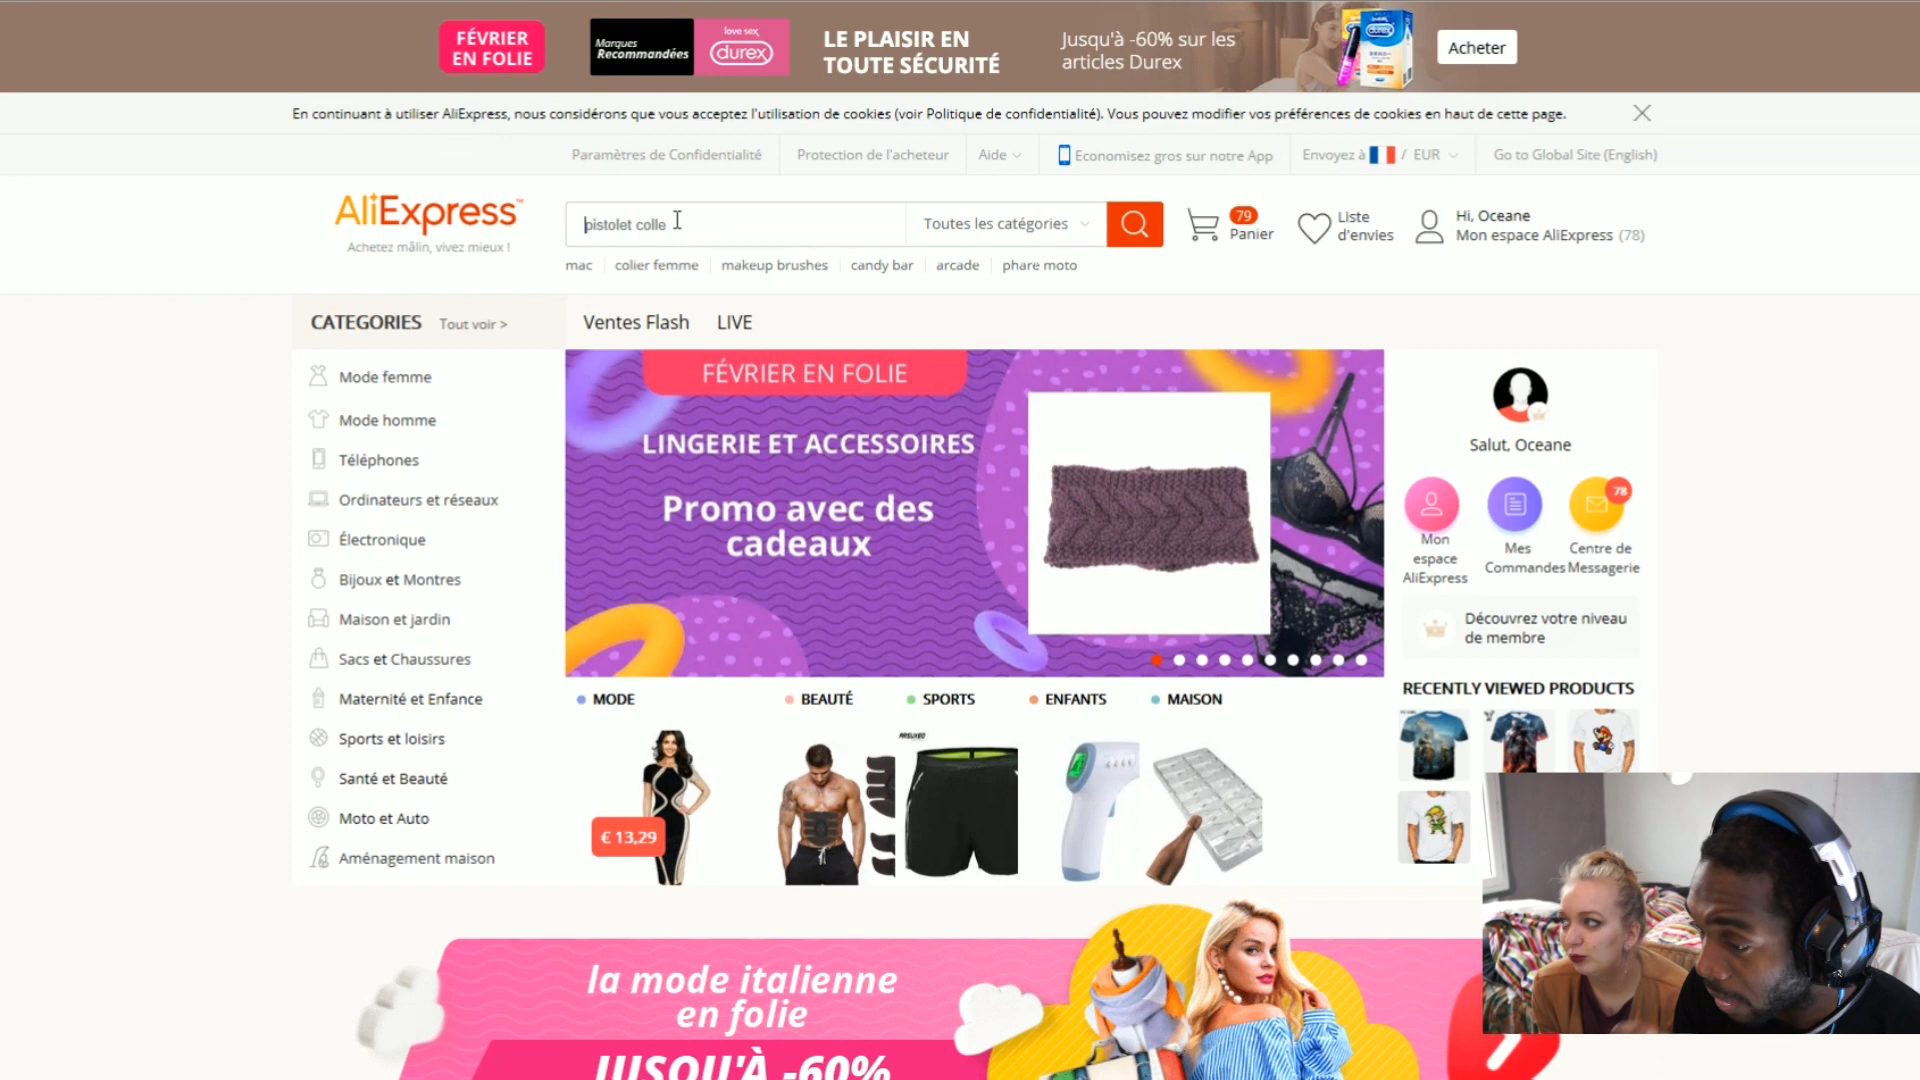 FÉVRIER
EN FOLIE
Marques
Recommandées
love sex
durex
LE PLAISIR EN
TOUTE SÉCURITÉ
Jusqu'à -60% sur les
articles Durex
Acheter
En continuant à utiliser AliExpress, nous considérons que vous acceptez l'utilisation de cookies (voir Politique de confidentialité). Vous pouvez modifier vos préférences de cookies en haut de cette page.
Paramètres de Confidentialité
Protection de l'acheteur
Aide
Economisez gros sur notre App
Envoyez à / EUR
Go to Global Site (English)
AliExpress™
Achetez mâlin, vivez mieux !
pistolet colle
Toutes les catégories
79
Panier
Liste
d'envies
Hi, Oceane
Mon espace AliExpress (78)
mac
colier femme
makeup brushes
candy bar
arcade
phare moto
CATEGORIES
Tout voir >
Ventes Flash
LIVE
Mode femme
Mode homme
Téléphones
Ordinateurs et réseaux
Électronique
Bijoux et Montres
Maison et jardin
Sacs et Chaussures
Maternité et Enfance
Sports et loisirs
Santé et Beauté
Moto et Auto
Aménagement maison
FÉVRIER EN FOLIE
LINGERIE ET ACCESSOIRES
Promo avec des
cadeaux
Salut, Oceane
78
Mon
espace
AliExpress
Mes
Commandes
Centre de
Messagerie
Découvrez votre niveau
de membre
RECENTLY VIEWED PRODUCTS
MODE
BEAUTÉ
SPORTS
ENFANTS
MAISON
ARSUXEO
€ 13,29
la mode italienne
en folie
JUSQU'À -60%